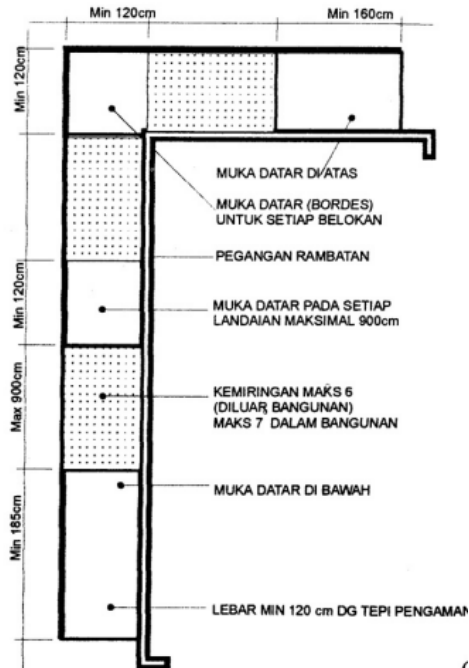 Min 120cm
Min 160cm
Min 120cm
MUKA DATAR DI ATAS
MUKA DATAR (BORDES)
UNTUK SETIAP BELOKAN
PEGANGAN RAMBATAN
Min 120cm
MUKA DATAR PADA SETIAP
LANDAIAN MAKSIMAL 900cm
Max 900cm
KEMIRINGAN MAKS 6
(DILUAR BANGUNAN)
MAKS 7 DALAM BANGUNAN
MUKA DATAR DI BAWAH
Min 185cm
LEBAR MIN 120 cm DG TEPI PENGAMAN